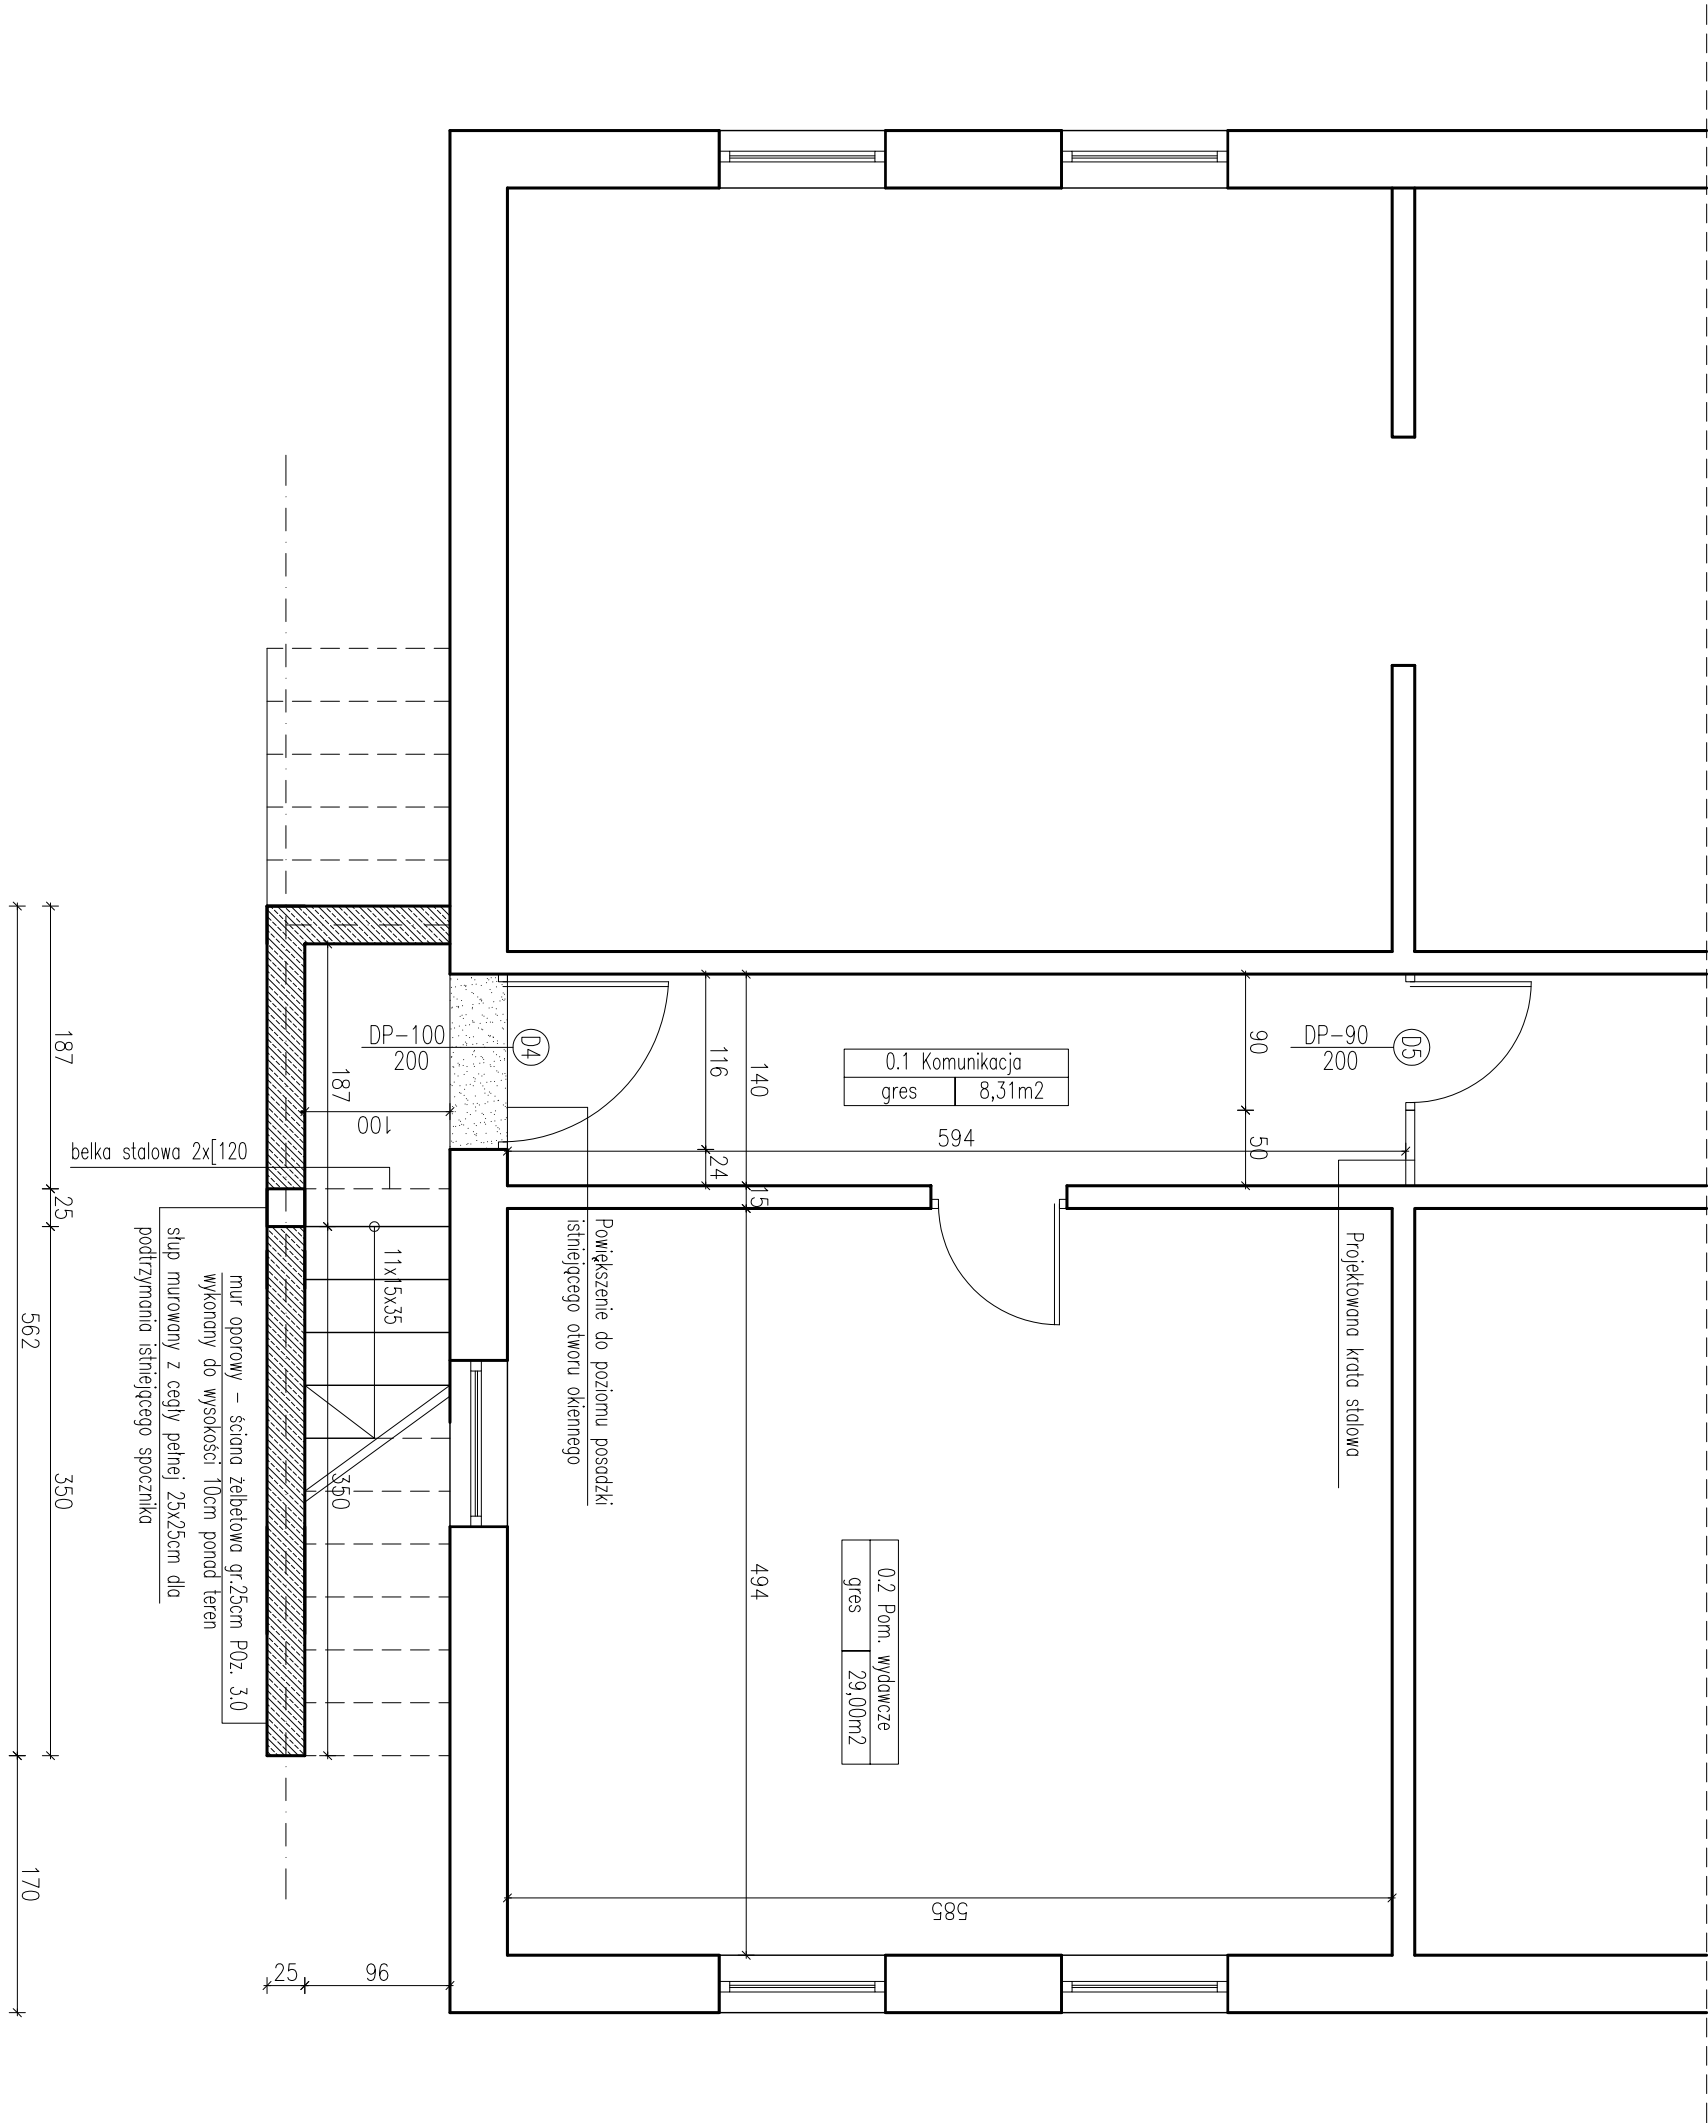 DP-100
200
D4
0.1 Komunikacja
gres
8,31m2
DP-90
200
D5
116
140
90
594
24
15
50
187
187
100
belka stalowa 2x[120
25
11x15x35
Powiększenie do poziomu posadzki
istniejącego otworu okiennego
Projektowana krata stalowa
mur oporowy - ściana żelbetowa gr.25cm POz. 3.0
wykonany do wysokości 10cm ponad teren
słup murowany z cegły pełnej 25x25cm dla
podtrzymania istniejącego spocznika
562
350
350
494
0.2 Pom. wydawcze
gres
29,00m2
585
170
25
96